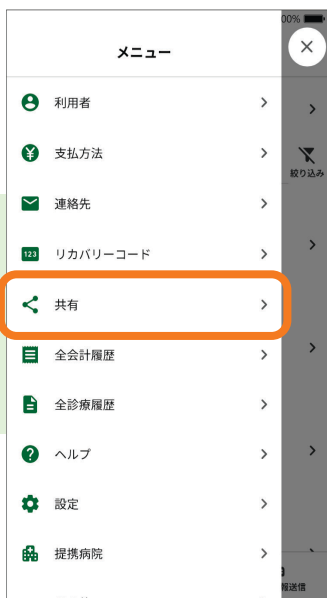 00%
メニュー
利用者
支払方法
絞り込み
連絡先
123
リカバリーコード
共有
全会計履歴
全診療履歴
ヘルプ
設定
提携病院
報送信